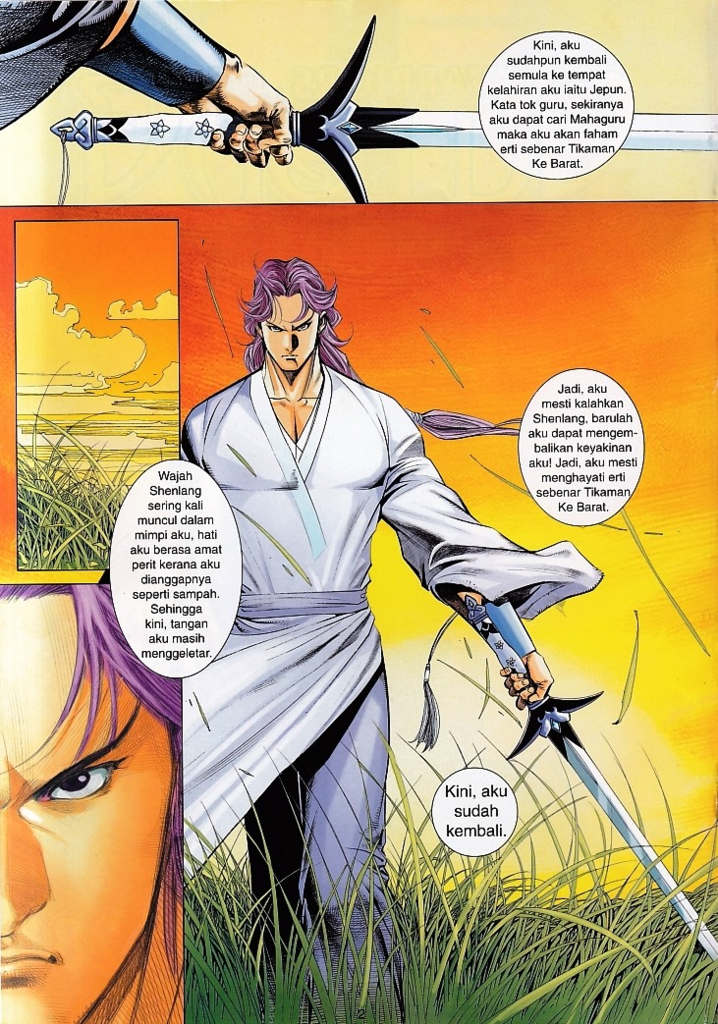 Kini, aku
sudahpun kembali
semula ke tempat
kelahiran aku iaitu Jepun.
Kata tok guru, sekiranya
aku dapat cari Mahaguru
maka aku akan faham
erti sebenar Tikaman
Ke Barat.
Jadi, aku
mesti kalahkan
Shenlang, barulah
aku dapat mengem-
balikan keyakinan
aku! Jadi, aku mesti
menghayati erti
sebenar Tikaman
Ke Barat.
Wajah
Shenlang
sering kali
muncul dalam
mimpi aku, hati
aku berasa amat
perit kerana aku
dianggapnya
seperti sampah.
Sehingga
kini, tangan
aku masih
menggeletar.
Kini, aku
sudah
kembali.
2